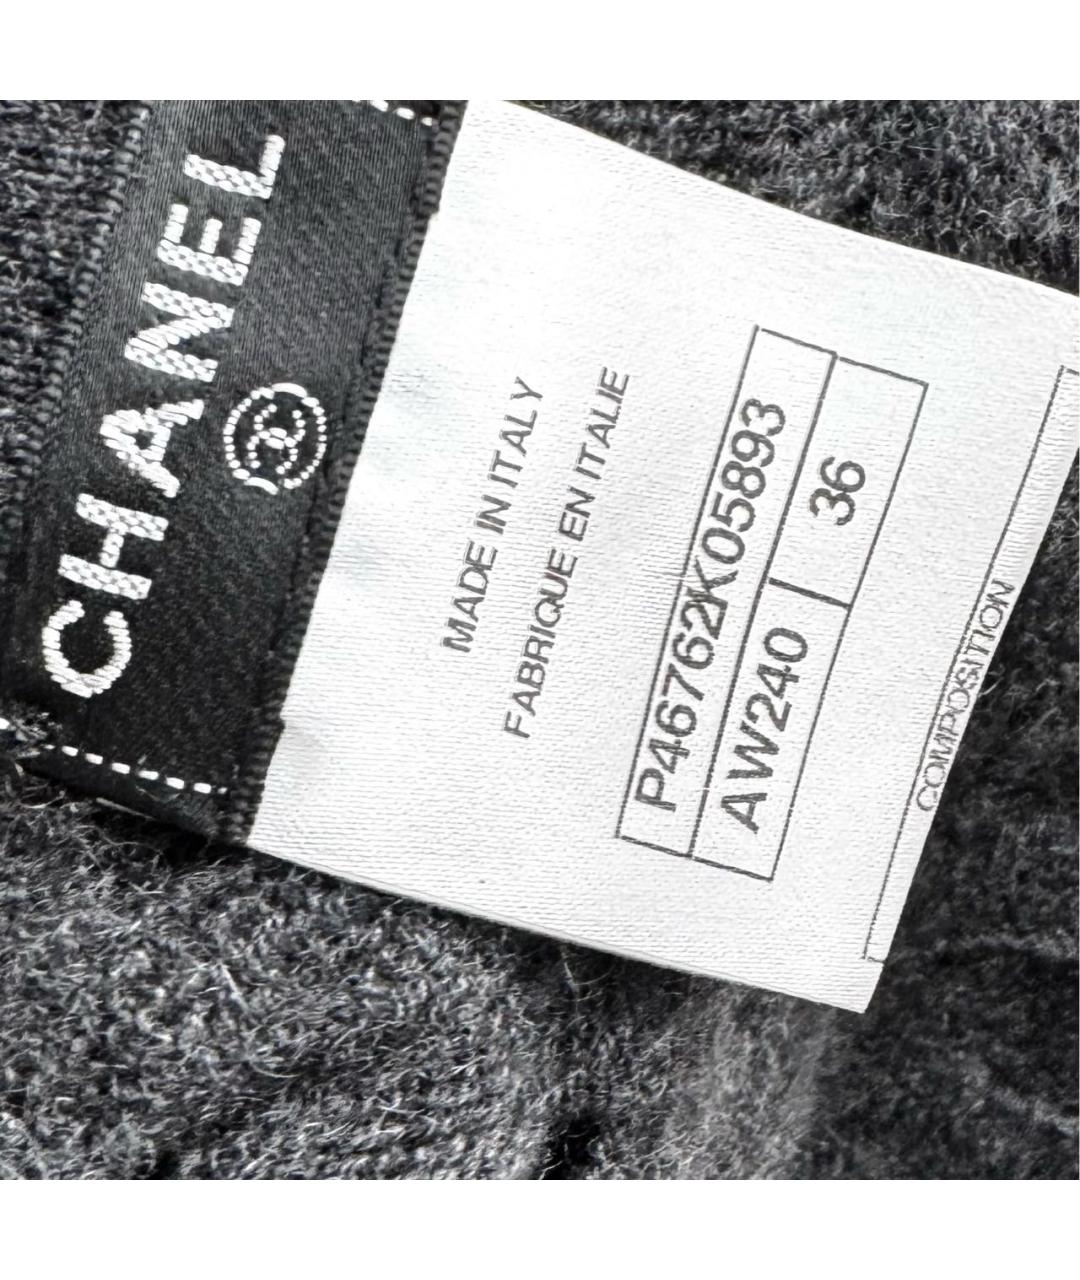 CHANEL
MADE IN ITALY
FABRIQUE EN ITALIE
P46762K05893
AW240 36
COMPOSITION